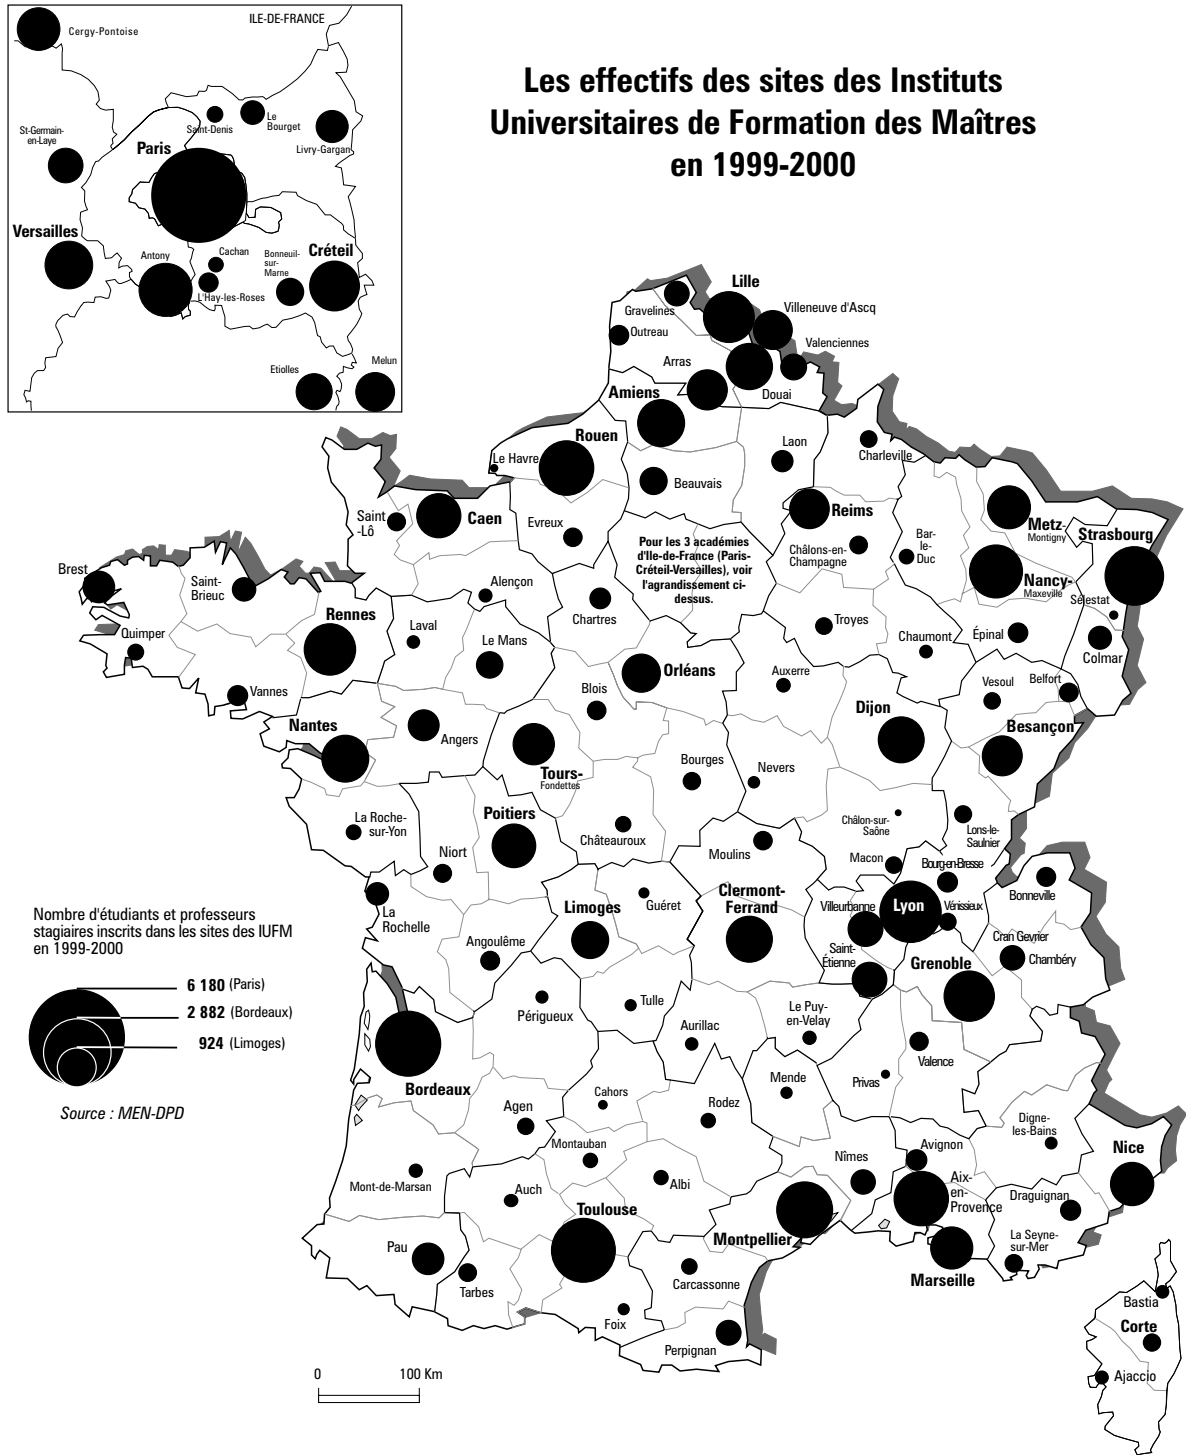 ILE-DE-FRANCE
Cergy-Pontoise
Les effectifs des sites des Instituts
Universitaires de Formation des Maîtres
en 1999-2000
St-Germain-
en-Laye
Saint-Denis
Le
Bourget
Livry-Gargan
Paris
Versailles
Antony
Cachan
L'Hay-les-Roses
Bonneuil-
sur-
Marne
Créteil
Etiolles
Melun
Lille
Gravelines
Villeneuve d'Ascq
Outreau
Valenciennes
Arras
Douai
Amiens
Rouen
Le Havre
Laon
Charleville
Beauvais
Saint
-Lô
Caen
Evreux
Reims
Metz-
Montigny
Strasbourg
Pour les 3 académies
d'Ile-de-France (Paris-
Créteil-Versailles), voir
l'agrandissement ci-
dessus.
Châlons-en-
Champagne
Bar-
le-
Duc
Nancy-
Maxeville
Brest
Saint-
Brieuc
Alençon
Chartres
Sélestat
Rennes
Laval
Le Mans
Troyes
Chaumont
Épinal
Colmar
Quimper
Vannes
Orléans
Auxerre
Vesoul
Belfort
Blois
Dijon
Besançon
Nantes
Angers
Tours-
Fondettes
Bourges
Nevers
La Roche-
sur-Yon
Poitiers
Châteauroux
Châlon-sur-
Saône
Lons-le-
Saulnier
Niort
Moulins
Macon
Bourg-en-Bresse
Bonneville
La
Rochelle
Limoges
Guéret
Clermont-
Ferrand
Villeurbanne
Lyon
Vénissieux
Angoulême
Saint-
Étienne
Grenoble
Cran Gevrier
Chambéry
Nombre d'étudiants et professeurs
stagiaires inscrits dans les sites des IUFM
en 1999-2000
6 180 (Paris)
2 882 (Bordeaux)
924 (Limoges)
Source : MEN-DPD
Périgueux
Tulle
Aurillac
Le Puy-
en-Velay
Valence
Bordeaux
Cahors
Rodez
Mende
Privas
Agen
Digne-
les-Bains
Montauban
Nîmes
Avignon
Nice
Mont-de-Marsan
Auch
Albi
Aix-
en-
Provence
Draguignan
Toulouse
Montpellier
La Seyne-
sur-Mer
Pau
Tarbes
Carcassonne
Marseille
Foix
Perpignan
Bastia
Corte
Ajaccio
0 100 Km